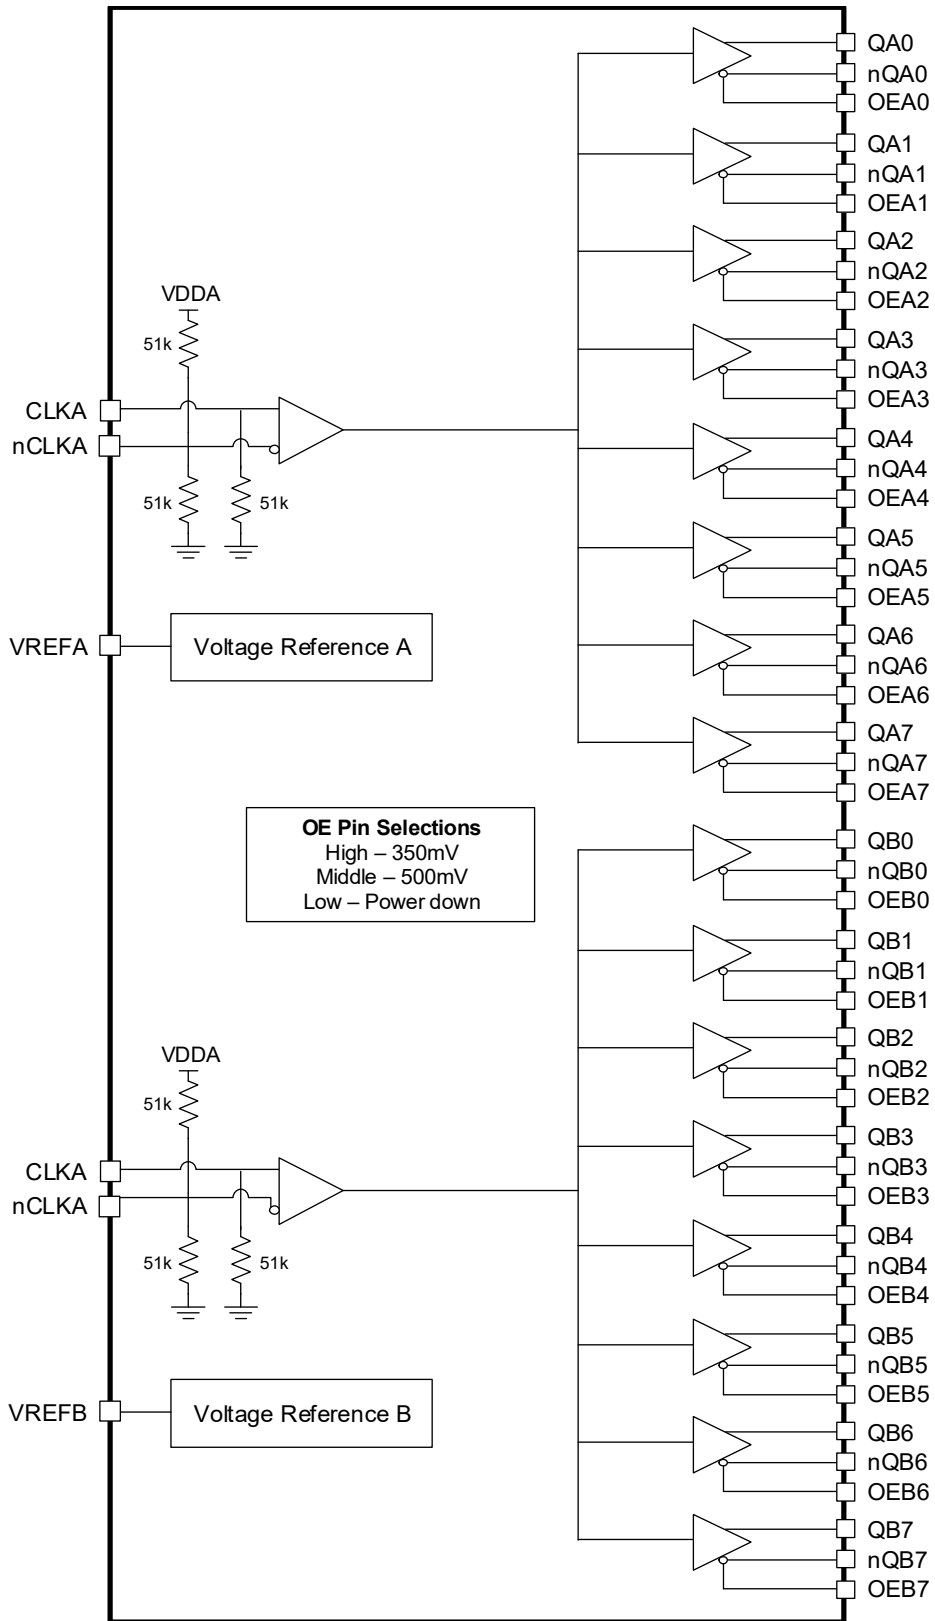 QA0
nQA0
OEA0
QA1
nQA1
OEA1
QA2
nQA2
OEA2
VDDA
51k
QA3
nQA3
OEA3
CLKA
nCLKA
QA4
nQA4
OEA4
51k
51k
QA5
nQA5
OEA5
VREFA
Voltage Reference A
QA6
nQA6
OEA6
QA7
nQA7
OEA7
OE Pin Selections
High – 350mV
Middle – 500mV
Low – Power down
QB0
nQB0
OEB0
QB1
nQB1
OEB1
QB2
nQB2
OEB2
VDDA
51k
QB3
nQB3
OEB3
CLKA
nCLKA
QB4
nQB4
OEB4
51k
51k
QB5
nQB5
OEB5
VREFB
Voltage Reference B
QB6
nQB6
OEB6
QB7
nQB7
OEB7